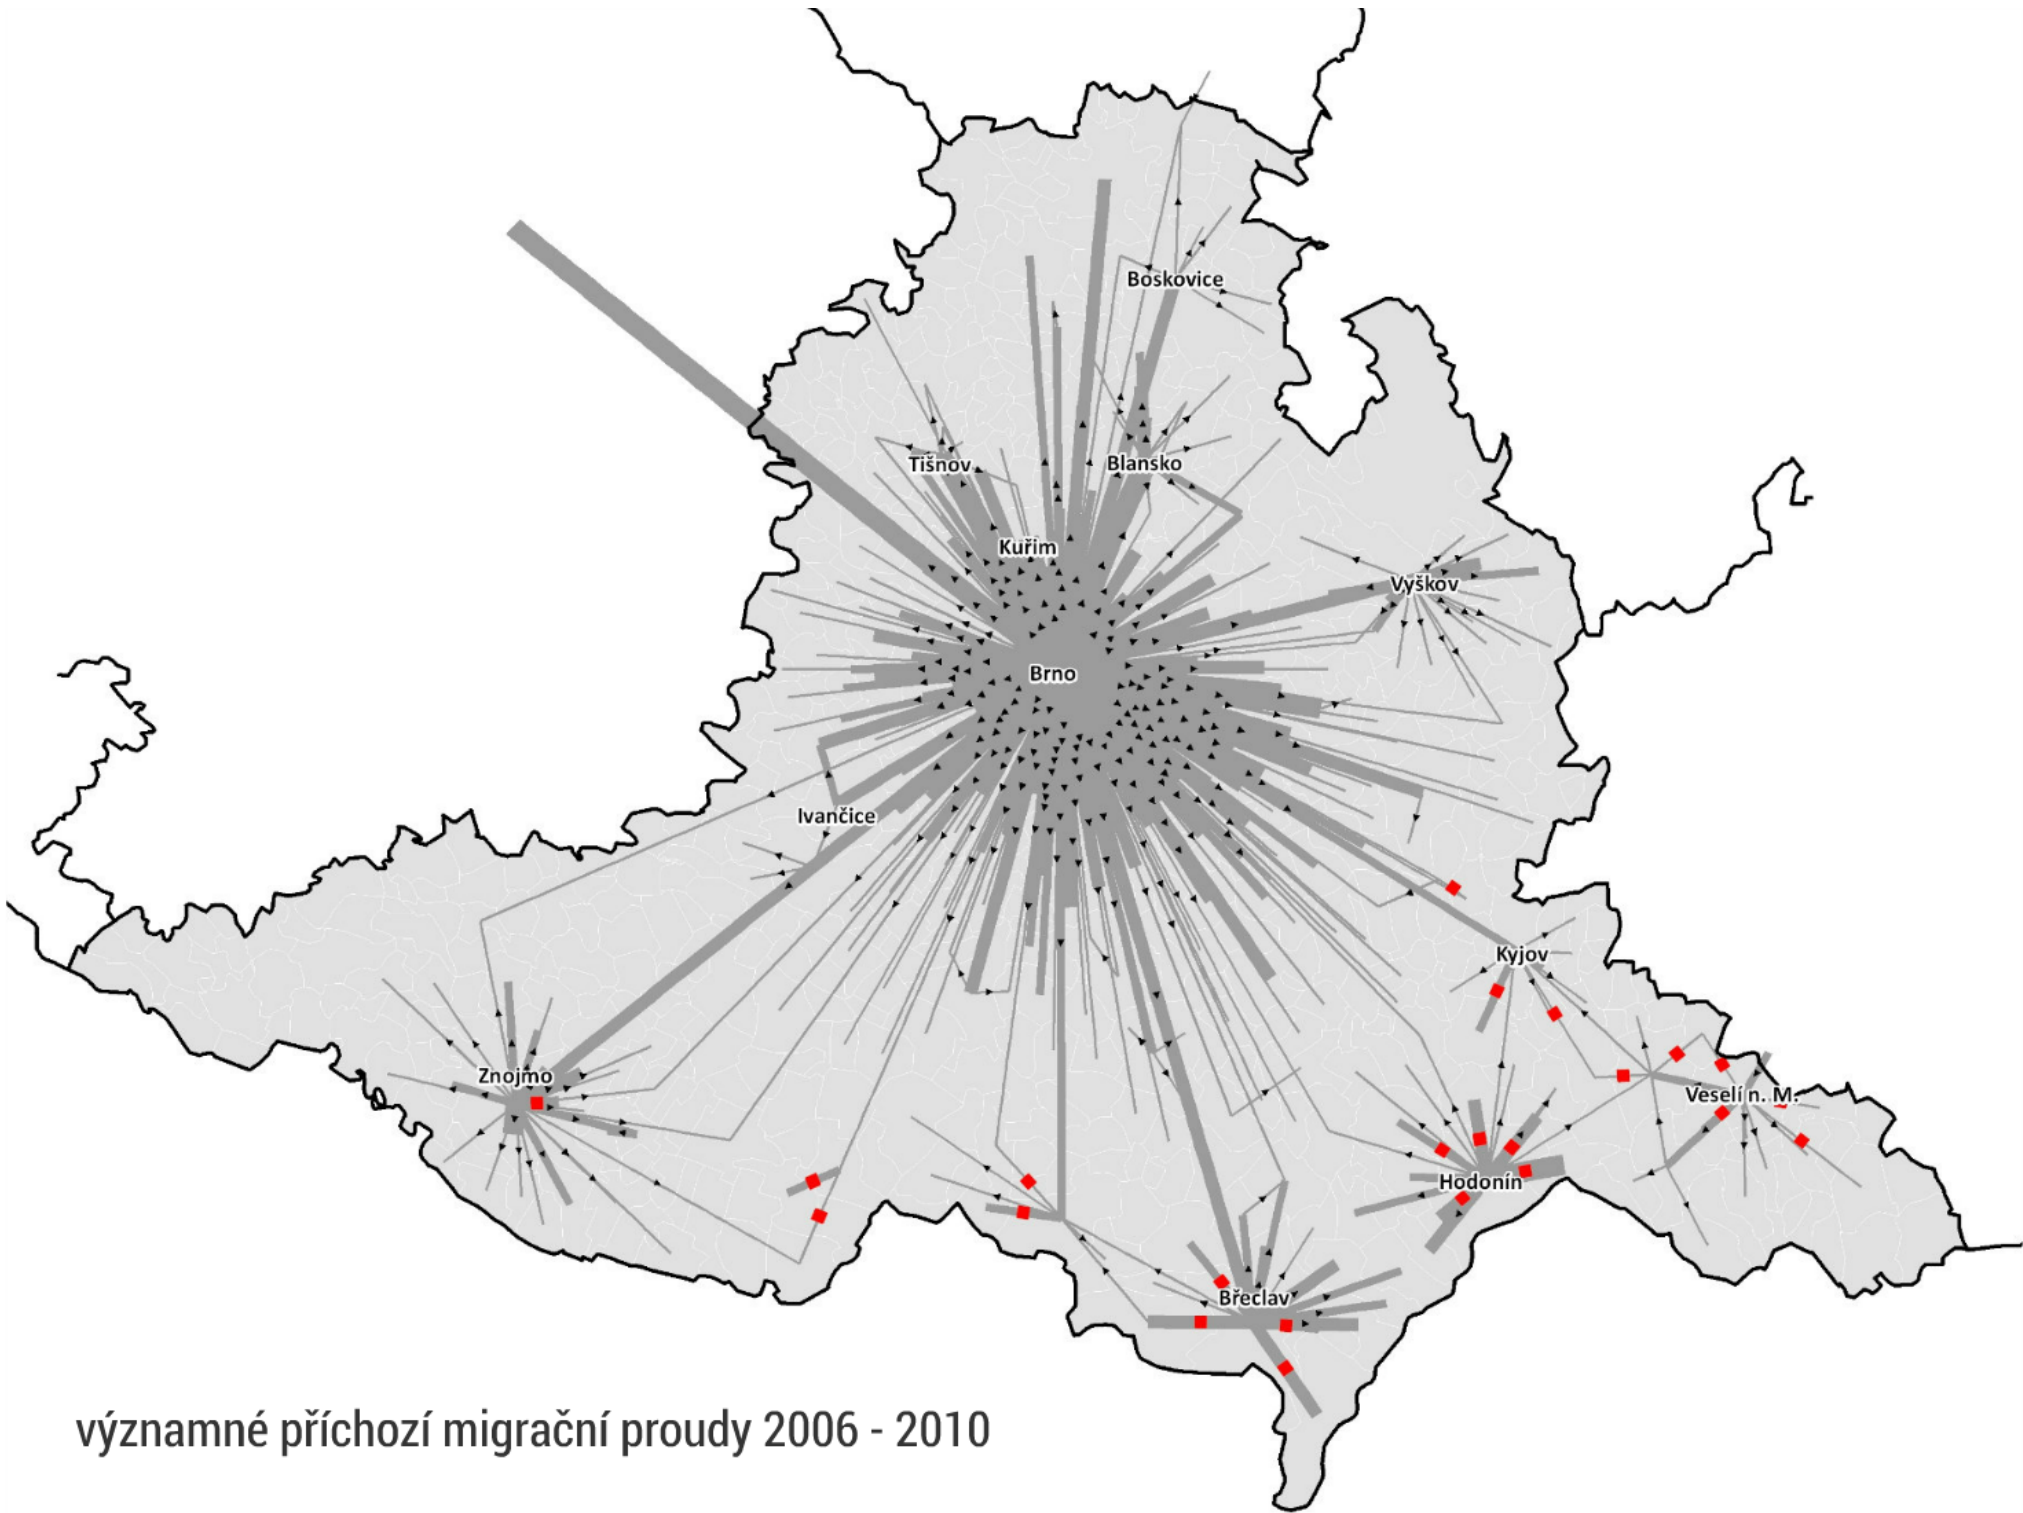 Boskovice
Tišnov
Blansko
Kuřim
Vyškov
Brno
Ivančice
Kyjov
Znojmo
Veselí n. M.
Hodonín
Břeclav
významné příchozí migrační proudy 2006 - 2010